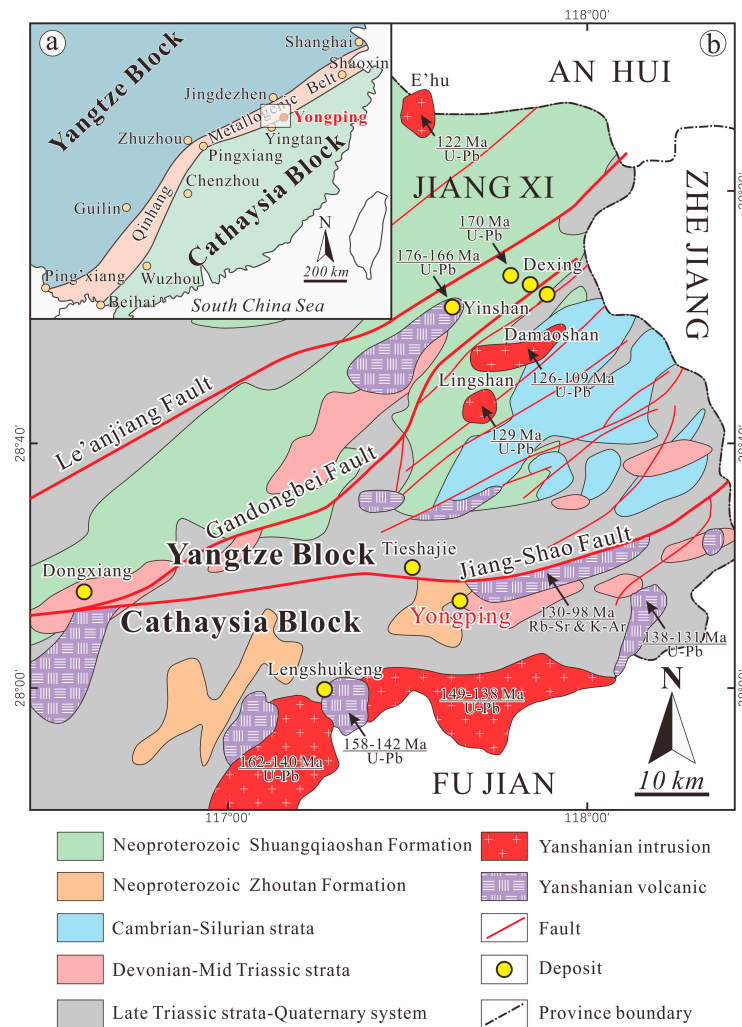 118°00′
a
b
Shanghai
Shaoxin
AN HUI
E'hu
Yangtze Block
Jingdezhen
Metallogenic Belt
Qinhang
Yongping
Yingtan
Zhuzhou
Pingxiang
Chenzhou
Cathaysia Block
Guilin
Wuzhou
Ping'xiang
Beihai
N
200 km
South China Sea
122 Ma
U-Pb
JIANG XI
ZHE JIANG
170 Ma
U-Pb
176-166 Ma
U-Pb
Dexing
Yinshan
Damaoshan
126-109 Ma
U-Pb
Lingshan
129 Ma
U-Pb
Le'anjiang Fault
28°40′
28°40′
Gandongbei Fault
Yangtze Block
Tieshajie
Jiang-Shao Fault
Dongxiang
Cathaysia Block
Yongping
130-98 Ma
Rb-Sr & K-Ar
138-131 Ma
U-Pb
Lengshuikeng
28°00′
149-138 Ma
U-Pb
158-142 Ma
U-Pb
162-140 Ma
U-Pb
FU JIAN
N
10 km
117°00′
118°00′
Neoproterozoic Shuangqiaoshan Formation
Neoproterozoic Zhoutan Formation
Cambrian-Silurian strata
Devonian-Mid Triassic strata
Late Triassic strata-Quaternary system
Yanshanian intrusion
Yanshanian volcanic
Fault
Deposit
Province boundary